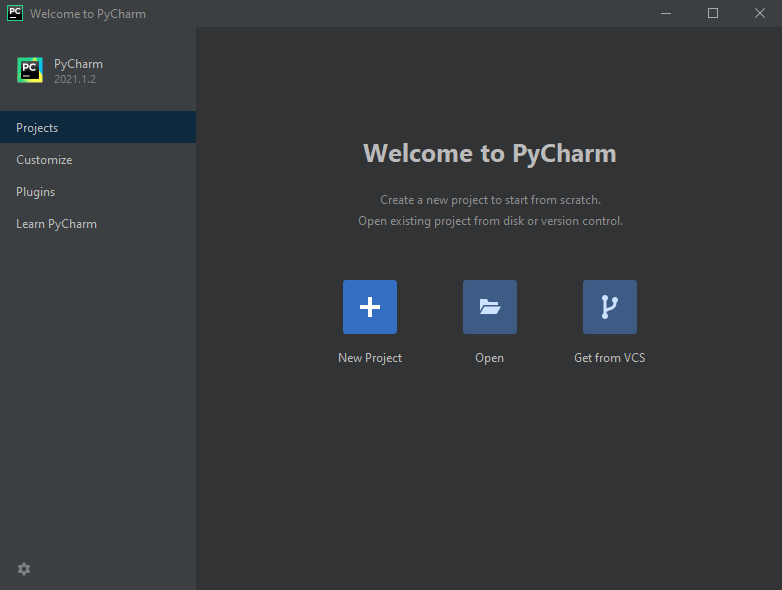 PC Welcome to PyCharm
PC
PyCharm
2021.1.2
Projects
Customize
Plugins
Learn PyCharm
Welcome to PyCharm
Create a new project to start from scratch.
Open existing project from disk or version control.
New Project
Open
Get from VCS